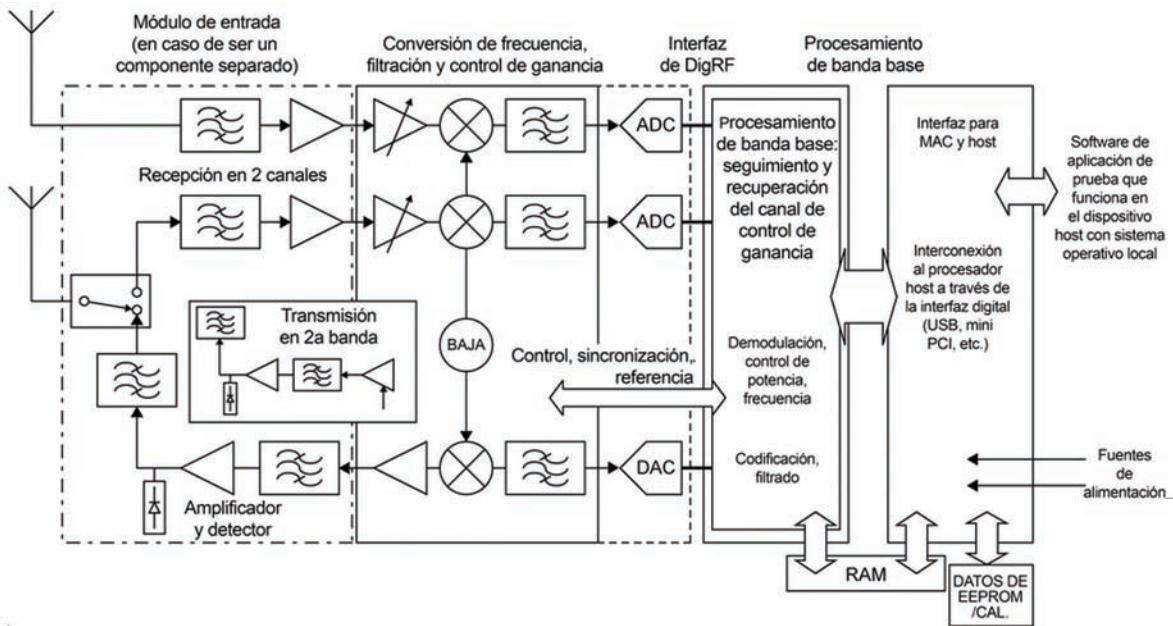 Módulo de entrada
(en caso de ser un
componente separado)
Conversión de frecuencia,
filtración y control de ganancia
Interfaz
de DigRF
Procesamiento
de banda base
ADC
Recepción en 2 canales
ADC
Procesamiento
de banda base:
seguimiento y
recuperación
del canal de
control de
ganancia
Interfaz para
MAC y host
Software de
aplicación de
prueba que
funciona en
el dispositivo
host con sistema
operativo local
Interconexión
al procesador
host a través de
la interfaz digital
(USB, mini
PCI, etc.)
Transmisión
en 2a banda
BAJA
Control, sincronización,.
referencia
Demodulación,
control de
potencia,
frecuencia
DAC
Codificación,
filtrado
Fuentes
de
alimentación_
Amplificador
y detector
RAM
DATOS DE
EEPROM
/CAL.